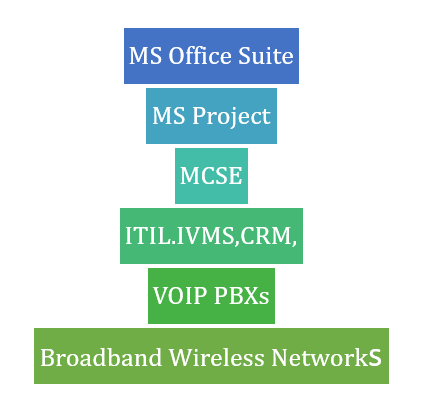 MS Office Suite
MS Project
MCSE
ITIL.IVMS,CRM,
VOIP PBXs
Broadband Wireless NetworkS